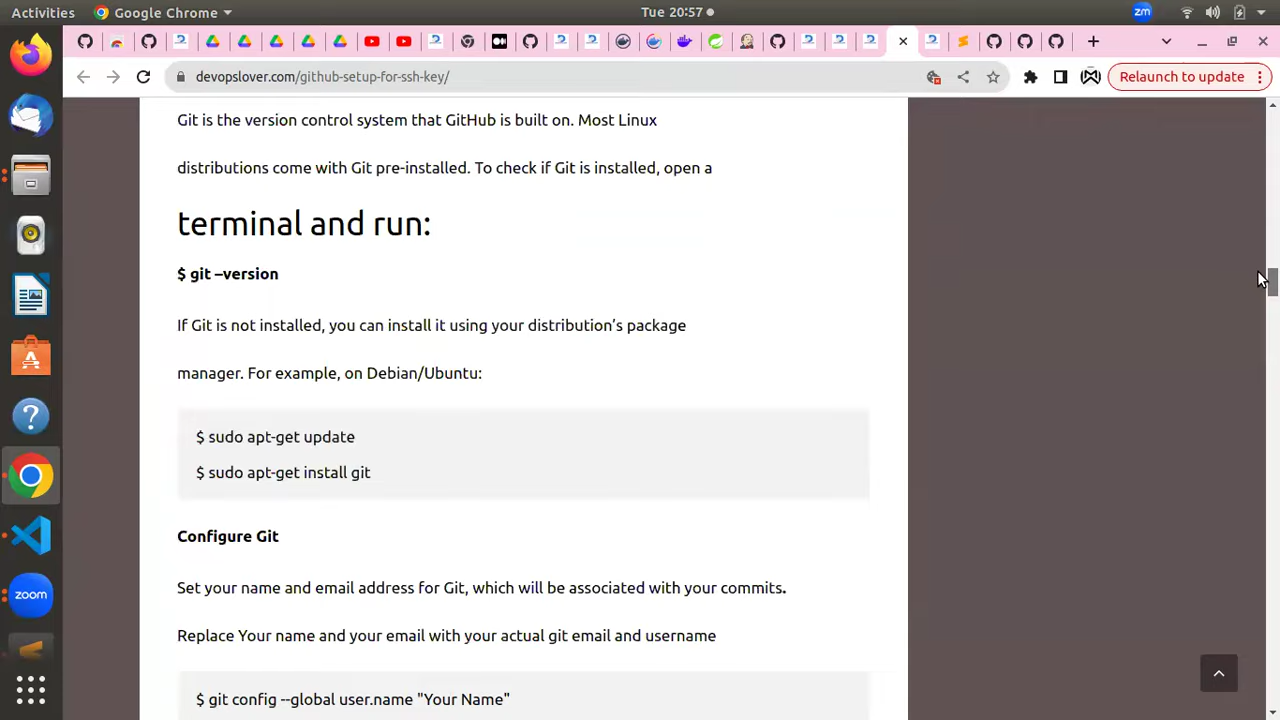 Activities
Google Chrome
Tue 20:57
zm
devopslover.com/github-setup-for-ssh-key/
Relaunch to update
Git is the version control system that GitHub is built on. Most Linux
distributions come with Git pre-installed. To check if Git is installed, open a
terminal and run:
$ git –version
If Git is not installed, you can install it using your distribution’s package
manager. For example, on Debian/Ubuntu:
$ sudo apt-get update
$ sudo apt-get install git
Configure Git
Set your name and email address for Git, which will be associated with your commits.
Replace Your name and your email with your actual git email and username
$ git config --global user.name "Your Name"
zoom